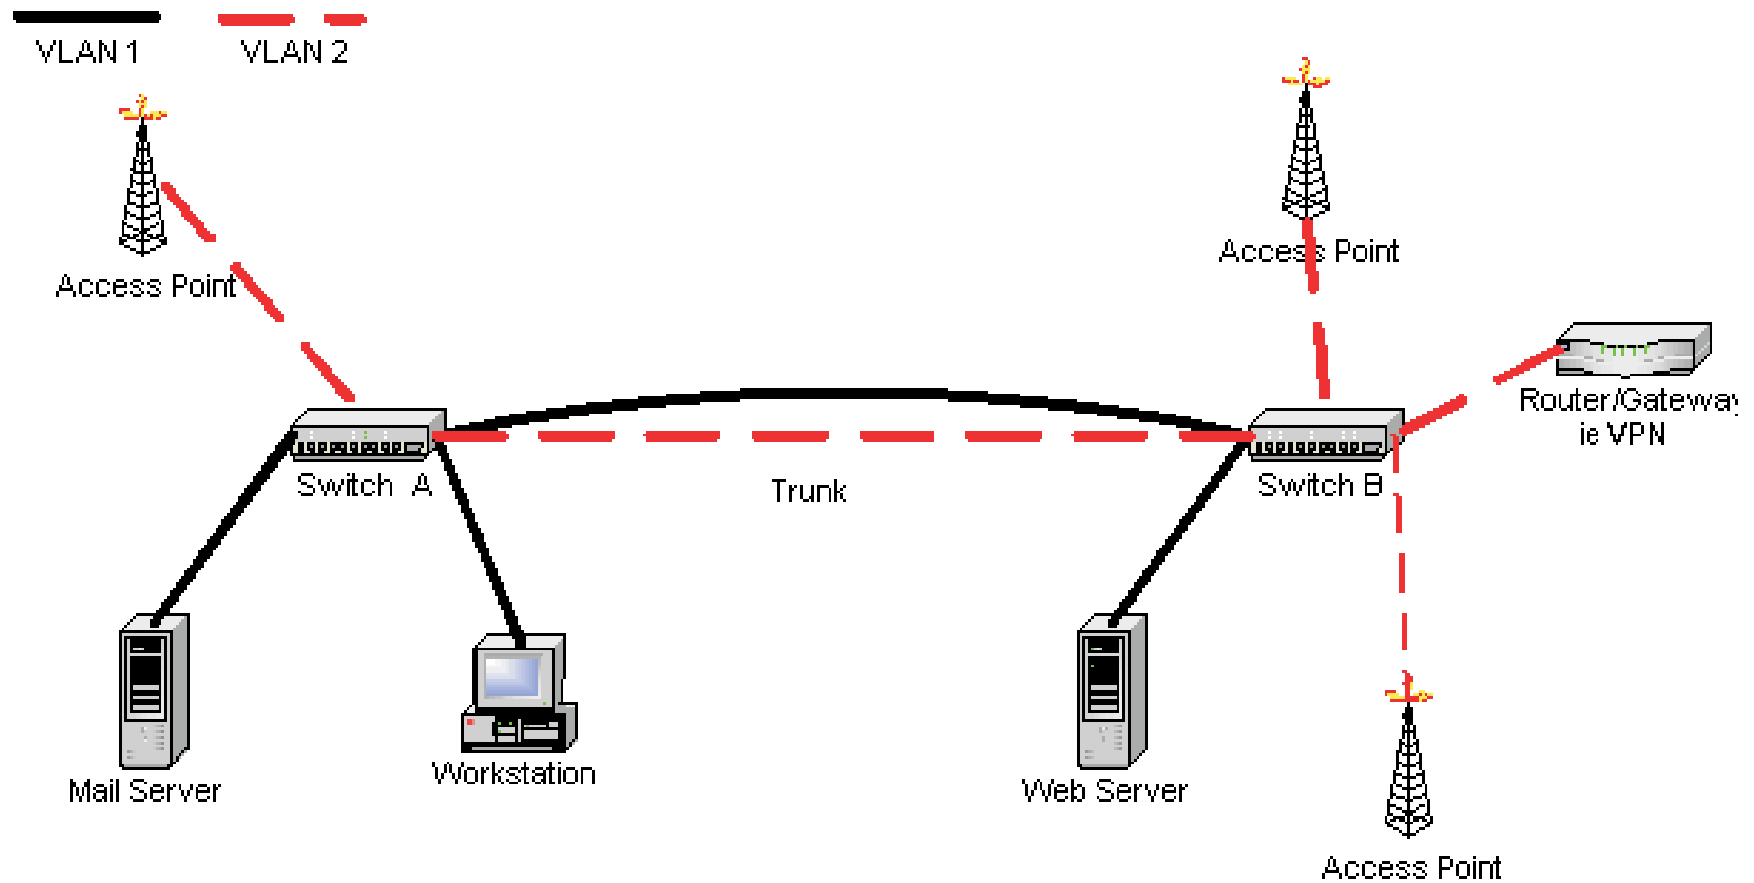 VLAN 1
VLAN 2
Access Point
Access Point
Router/Gateway
ie VPN
Switch A
Trunk
Switch B
Mail Server
Workstation
Web Server
Access Point